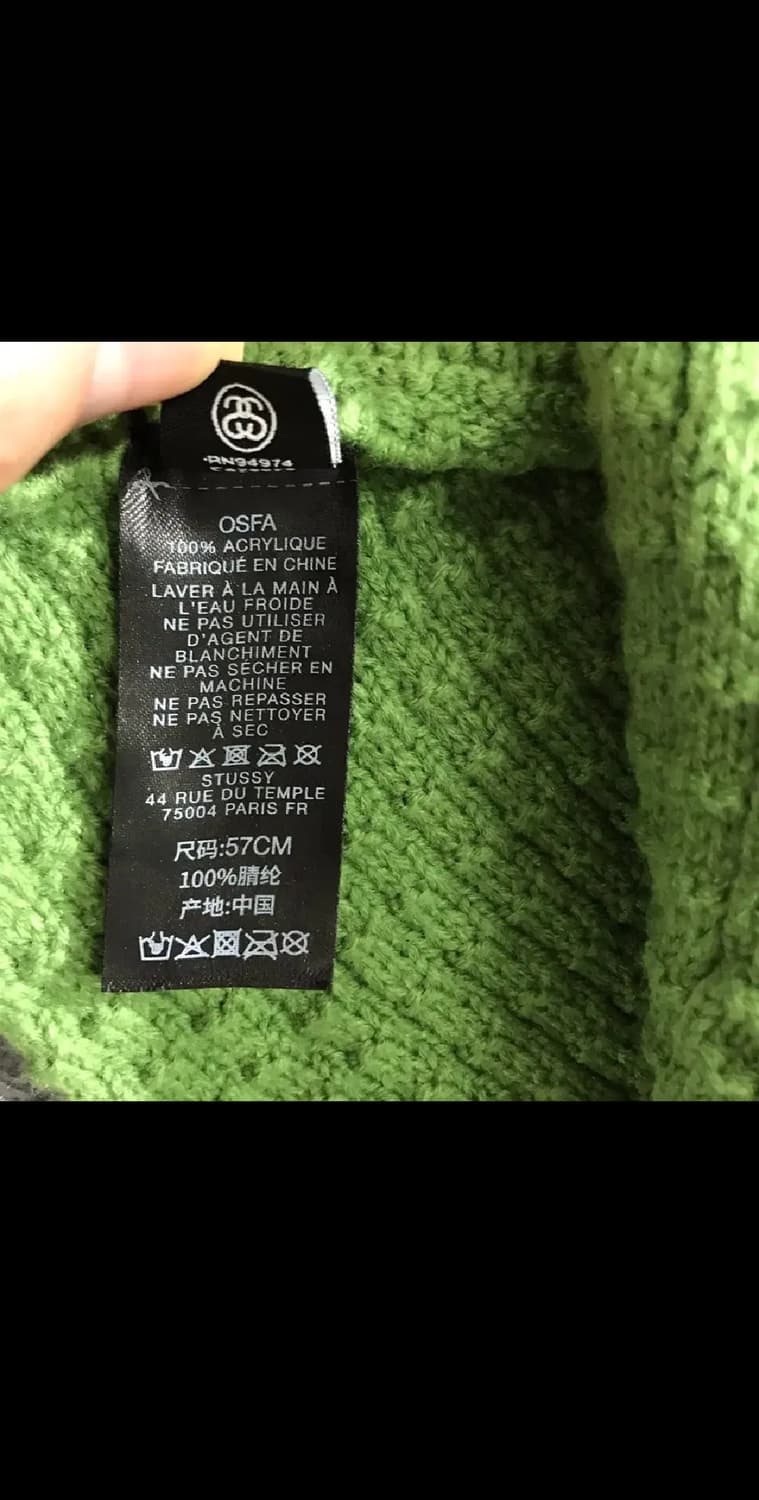 RN94974
OSFA
100% ACRYLIQUE
FABRIQUÉ EN CHINE
LAVER À LA MAIN À
L'EAU FROIDE
NE PAS UTILISER
D'AGENT DE
BLANCHIMENT
NE PAS SÉCHER EN
MACHINE
NE PAS REPASSER
NE PAS NETTOYER
À SEC
STUSSY
44 RUE DU TEMPLE
75004 PARIS FR
尺码:57CM
100%腈纶
产地:中国